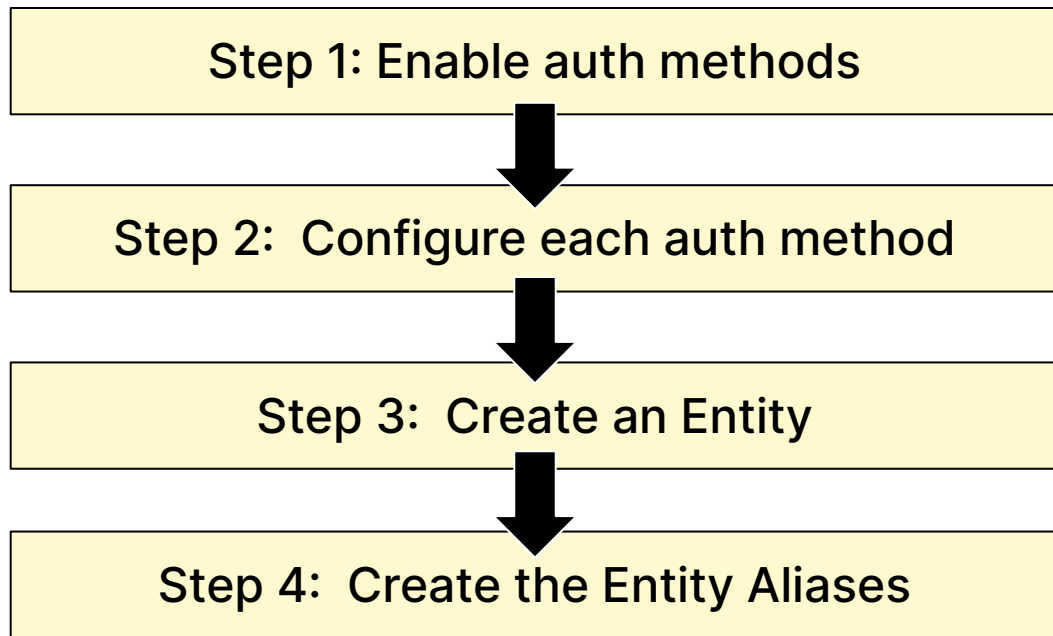 Step 1: Enable auth methods
Step 2:  Configure each auth method
Step 3:  Create an Entity
Step 4:  Create the Entity Aliases